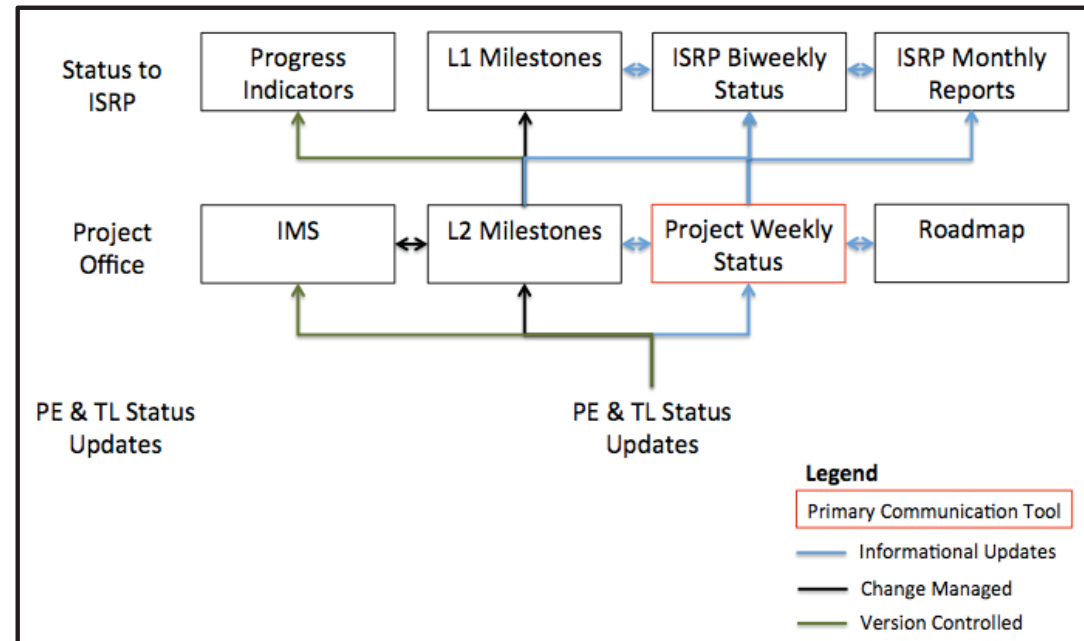 Status to
ISRP
Progress
Indicators
L1 Milestones
ISRP Biweekly
Status
ISRP Monthly
Reports
Project
Office
IMS
L2 Milestones
Project Weekly
Status
Roadmap
PE & TL Status
Updates
PE & TL Status
Updates
Legend
Primary Communication Tool
Informational Updates
Change Managed
Version Controlled